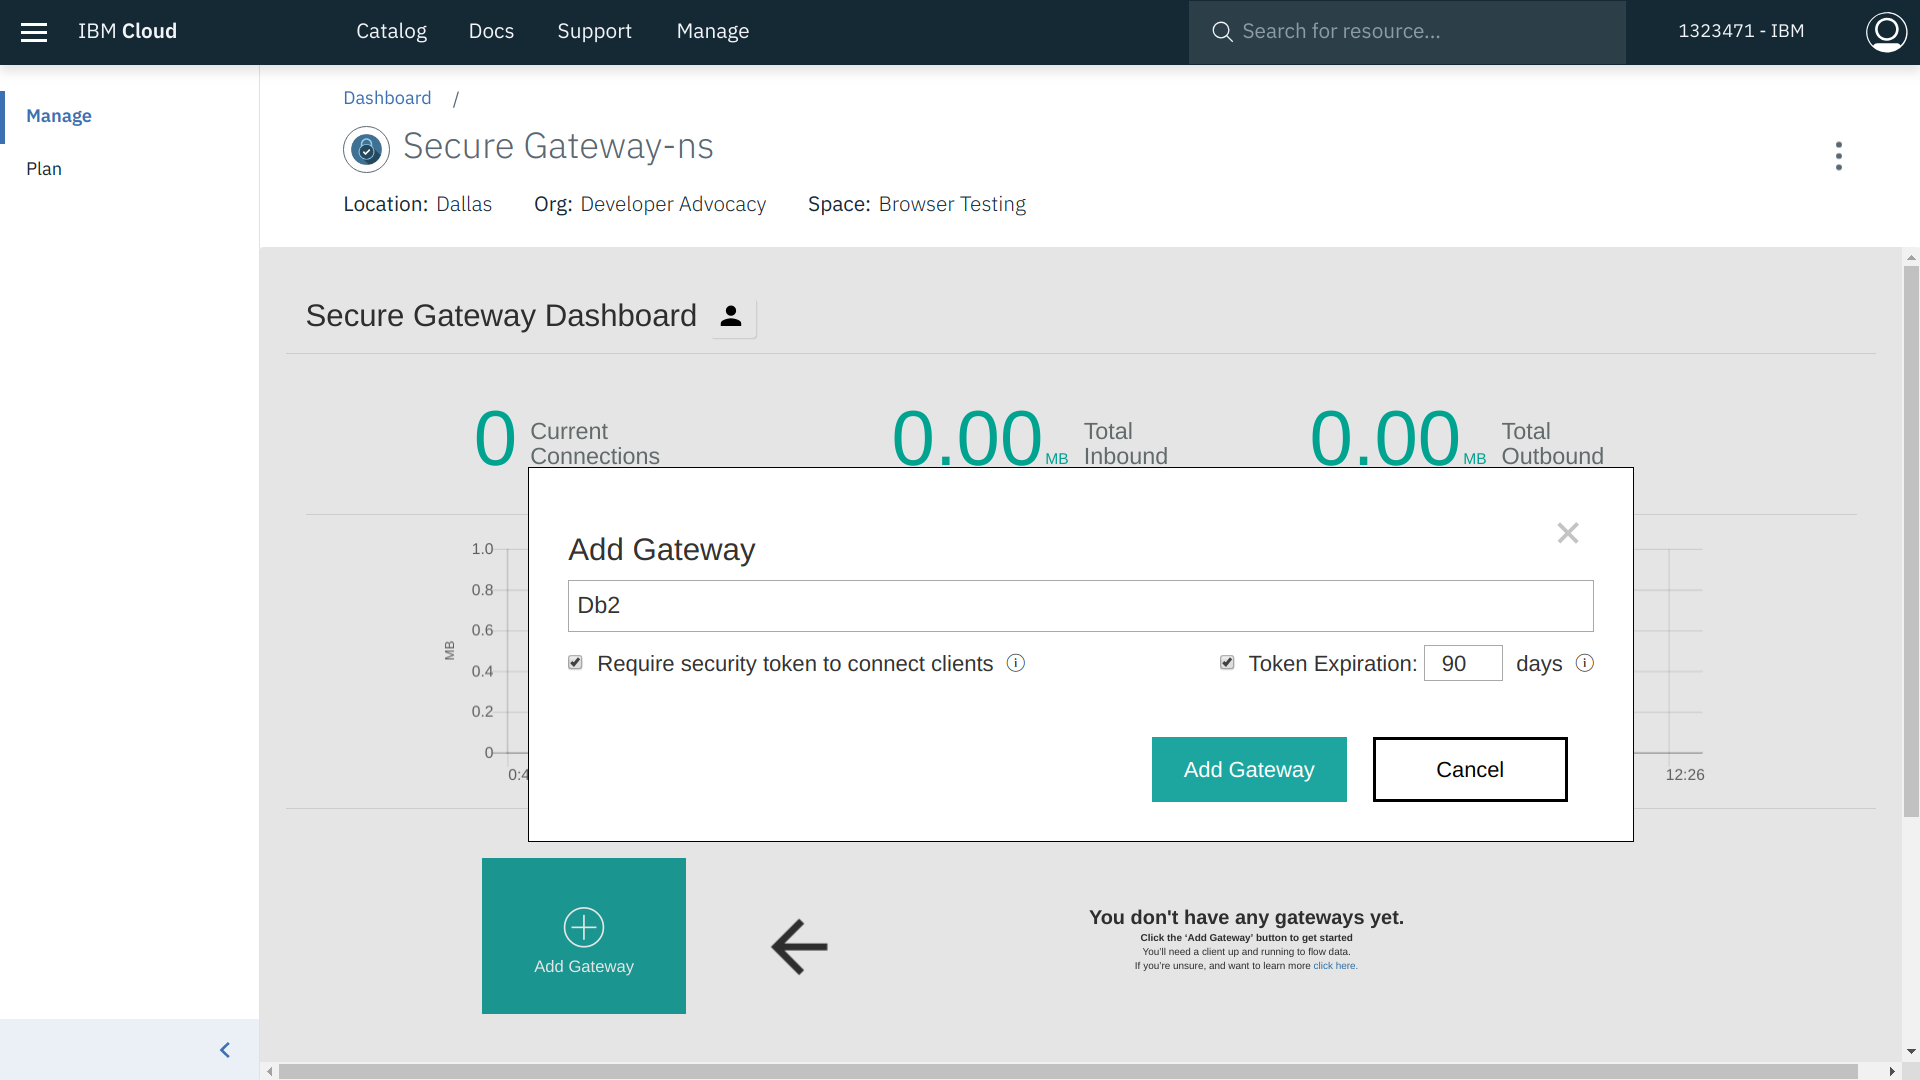 IBM Cloud
Catalog
Docs
Support
Manage
Search for resource...
1323471 - IBM
Manage
Plan
Dashboard /
Secure Gateway-ns
Location: Dallas
Org: Developer Advocacy
Space: Browser Testing
Secure Gateway Dashboard
0 Current Connections
0.00 MB Total Inbound
0.00 MB Total Outbound
1.0
0.8
0.6
0.4
0.2
0
MB
0:4
12:26
Add Gateway
Db2
Require security token to connect clients
Token Expiration: 90 days
Add Gateway
Cancel
Add Gateway
You don't have any gateways yet.
Click the ‘Add Gateway’ button to get started
You'll need a client up and running to flow data.
If you're unsure, and want to learn more click here.